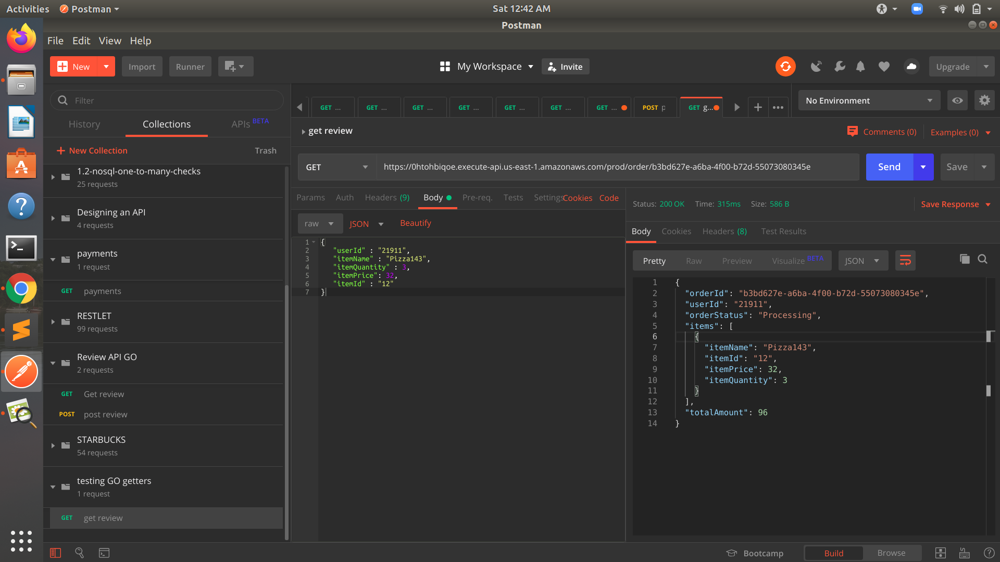 Activities
Postman
Sat 12:42 AM
Postman
File Edit View Help
New
Import
Runner
My Workspace
Invite
Upgrade
Filter
History
Collections
APIs BETA
New Collection
Trash
1.2-nosql-one-to-many-checks
25 requests
Designing an API
4 requests
payments
1 request
GET payments
RESTLET
99 requests
Review API GO
2 requests
GET Get review
POST post review
STARBUCKS
54 requests
testing GO getters
1 request
GET get review
GET ...
GET ...
GET ...
GET ...
GET ...
GET ...
GET ...
POST p
GET g...
No Environment
get review
Comments (0)
Examples (0)
GET
https://0htohbiqoe.execute-api.us-east-1.amazonaws.com/prod/order/b3bd627e-a6ba-4f00-b72d-55073080345e
Send
Save
Params Auth Headers (9) Body Pre-req. Tests Settings Cookies Code
raw JSON Beautify
1 {
2 "userId" : "21911",
3 "itemName" : "Pizza143",
4 "itemQuantity" : 3,
5 "itemPrice": 32,
6 "itemId" : "12"
7 }
Status: 200 OK Time: 315ms Size: 586 B
Save Response
Body Cookies Headers (8) Test Results
Pretty Raw Preview Visualize BETA JSON
1 {
2 "orderId": "b3bd627e-a6ba-4f00-b72d-55073080345e",
3 "userId": "21911",
4 "orderStatus": "Processing",
5 "items": [
6 {
7 "itemName": "Pizza143",
8 "itemId": "12",
9 "itemPrice": 32,
10 "itemQuantity": 3
11 }
12 ],
13 "totalAmount": 96
14 }
Bootcamp
Build
Browse